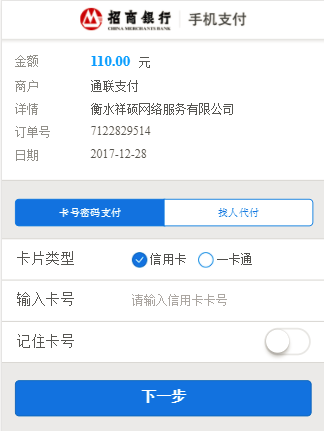 招商银行 手机支付
CHINA MERCHANTS BANK
金额 110.00 元
商户 通联支付
详情 衡水祥硕网络服务有限公司
订单号 7122829514
日期 2017-12-28
卡号密码支付 找人代付
卡片类型 信用卡 一卡通
输入卡号 请输入信用卡卡号
记住卡号
下一步